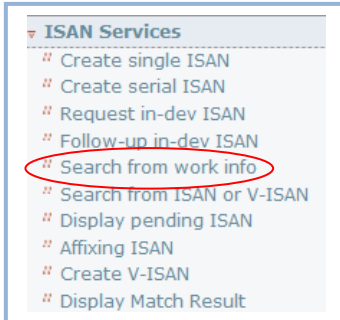 ISAN Services
Create single ISAN
Create serial ISAN
Request in-dev ISAN
Follow-up in-dev ISAN
Search from work info
Search from ISAN or V-ISAN
Display pending ISAN
Affixing ISAN
Create V-ISAN
Display Match Result